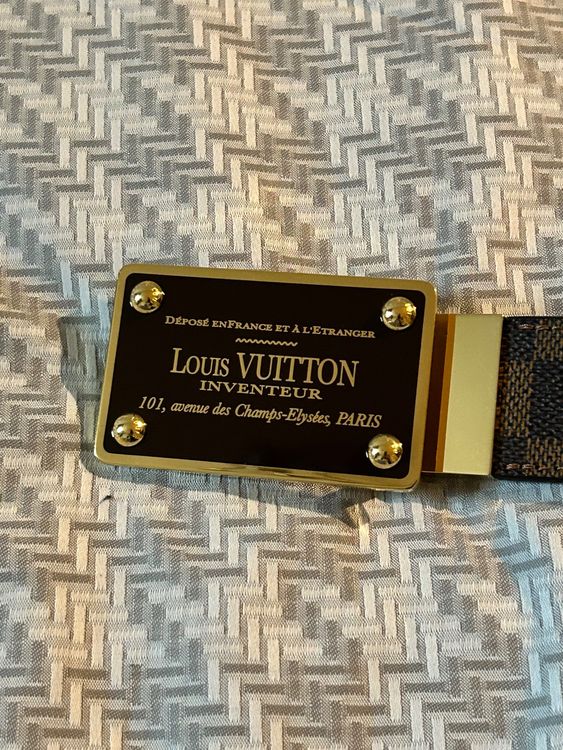 DÉPOSÉ ENFRANCE ET À L'ETRANGER
LOUIS VUITTON
INVENTEUR
101, avenue des Champs-Elysées, PARIS